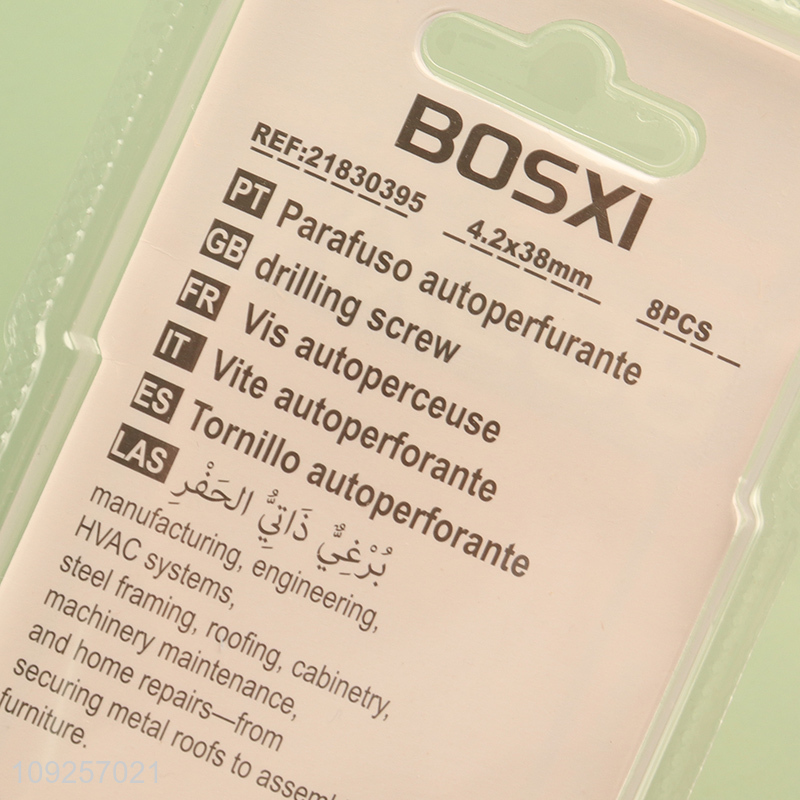 BOSXI
REF:21830395 4.2x38mm 8PCS
PT Parafuso autoperfurante
GB drilling screw
FR Vis autoperceuse
IT Vite autoperforante
ES Tornillo autoperforante
LAS بُرْغِيٌّ ذَاتِيُّ الحَفْرِ
manufacturing, engineering,
HVAC systems,
steel framing, roofing, cabinetry,
machinery maintenance,
and home repairs—from
securing metal roofs to
furniture.
109257021